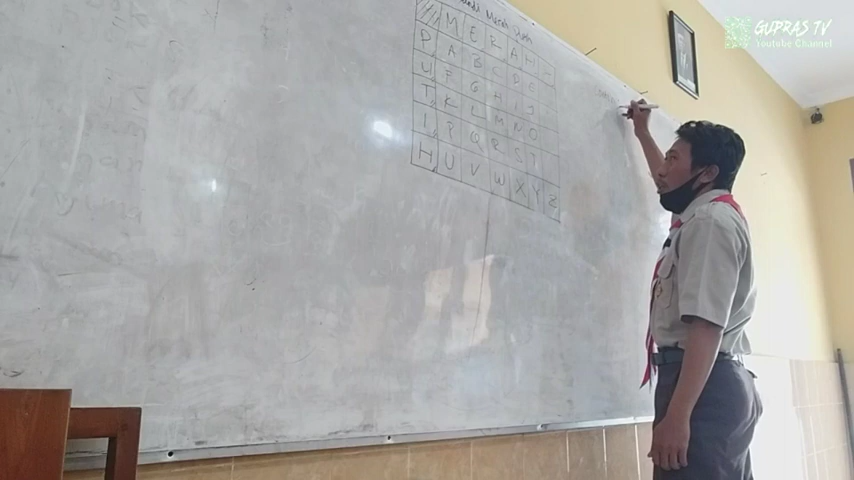 GUPRAS TV
Youtube Channel
Merah Putih
M E R A H -
P A B C D E
U F G H I J
T K L M N O
I P Q R S T
H U V W X Y Z